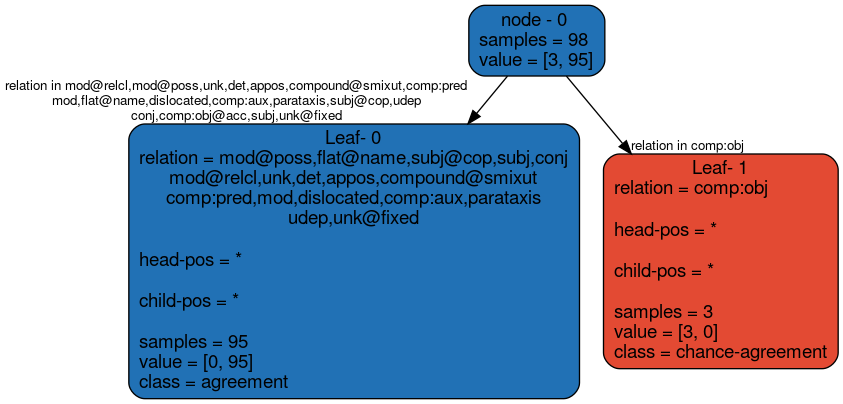 node - 0
samples = 98
value = [3, 95]
relation in mod@relcl,mod@poss,unk,det,appos,compound@smixut,comp:pred
mod,flat@name,dislocated,comp:aux,parataxis,subj@cop,udep
conj,comp:obj@acc,subj,unk@fixed
relation in comp:obj
Leaf- 0
relation = mod@poss,flat@name,subj@cop,subj,conj
mod@relcl,unk,det,appos,compound@smixut
comp:pred,mod,dislocated,comp:aux,parataxis
udep,unk@fixed
head-pos = *
child-pos = *
samples = 95
value = [0, 95]
class = agreement
Leaf- 1
relation = comp:obj
head-pos = *
child-pos = *
samples = 3
value = [3, 0]
class = chance-agreement